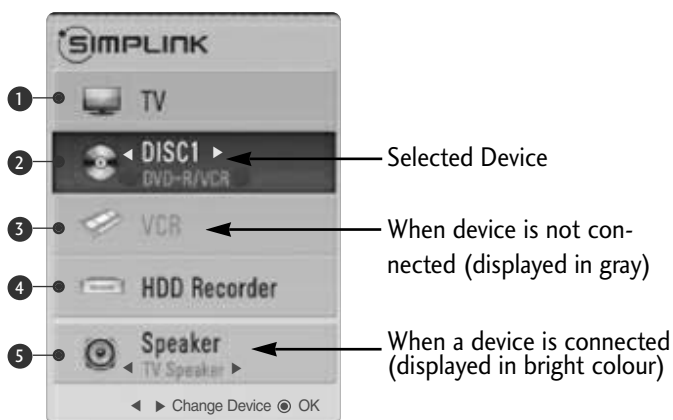 SIMPLINK
1 TV
2 ◀ DISC1 ▶
DVD-R/VCR
Selected Device
3 VCR
When device is not con-
nected (displayed in gray)
4 HDD Recorder
5 Speaker
◀ TV Speaker ▶
When a device is connected
(displayed in bright colour)
◀ ▶ Change Device ◉ OK